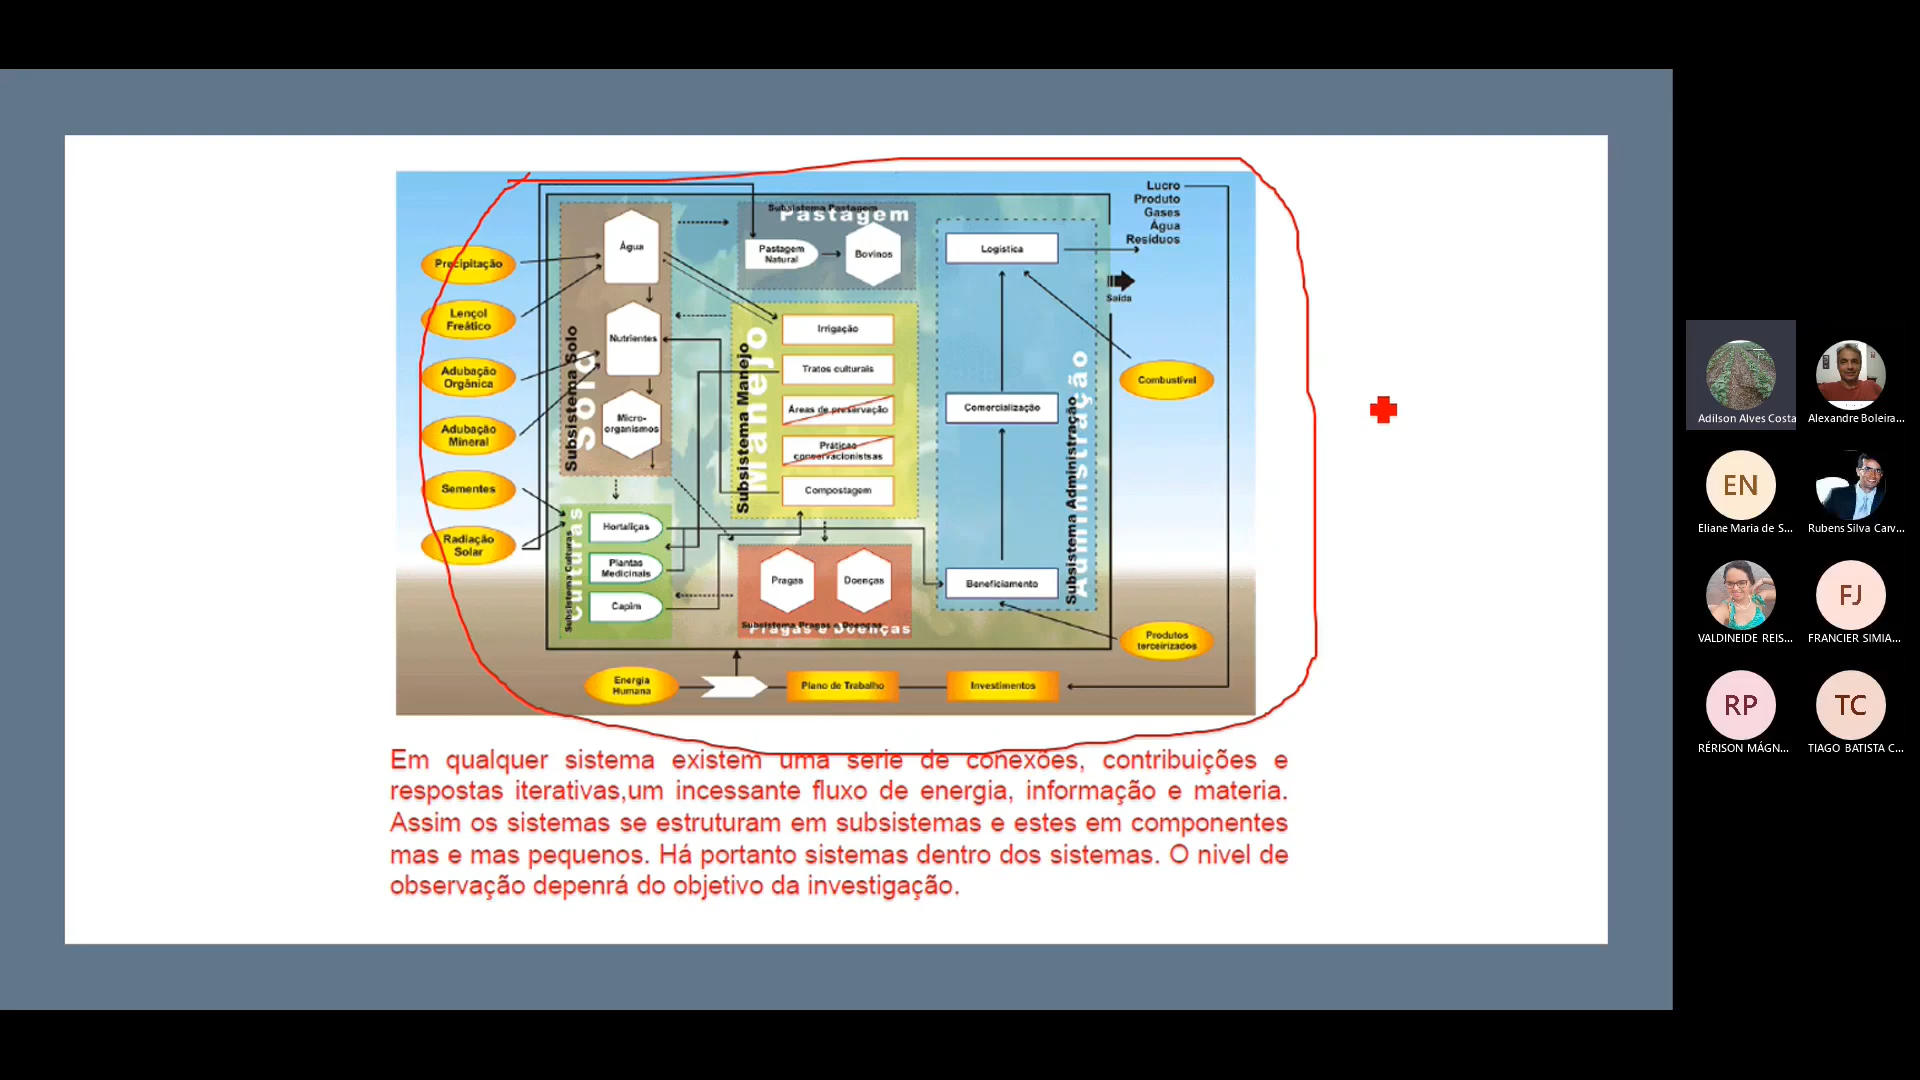 Lucro
Produto
Gases
Água
Resíduos
Saída
Precipitação
Lençol
Freático
Adubação
Orgânica
Adubação
Mineral
Sementes
Radiação
Solar
Subsistema Solo
Solo
Água
Nutrientes
Micro-
organismos
Subsistema Pastagem
Pastagem
Pastagem
Natural
Bovinos
Subsistema Manejo
Manejo
Irrigação
Tratos culturais
Áreas de preservação
Práticao
conservacionistsas
Compostagem
Subsistema Culturas
Culturas
Hortaliças
Plantas
Medicinais
Capim
Pragas
Doenças
Subsistema Pragas e Doenças
Pragas e Doenças
Subsistema Administração
Administração
Logística
Comercialização
Beneficiamento
Combustível
Produtos
terceirizados
Energia
Humana
Plano de Trabalho
Investimentos
Em qualquer sistema existem uma serie de conexões, contribuições e
respostas iterativas,um incessante fluxo de energia, informação e materia.
Assim os sistemas se estruturam em subsistemas e estes em componentes
mas e mas pequenos. Há portanto sistemas dentro dos sistemas. O nivel de
observação depenrá do objetivo da investigação.
Adilson Alves Costa
Alexandre Boleira...
EN
Eliane Maria de S...
Rubens Silva Carv...
VALDINEIDE REIS...
FJ
FRANCIER SIMIA...
RP
RÉRISON MÁGN...
TC
TIAGO BATISTA C...